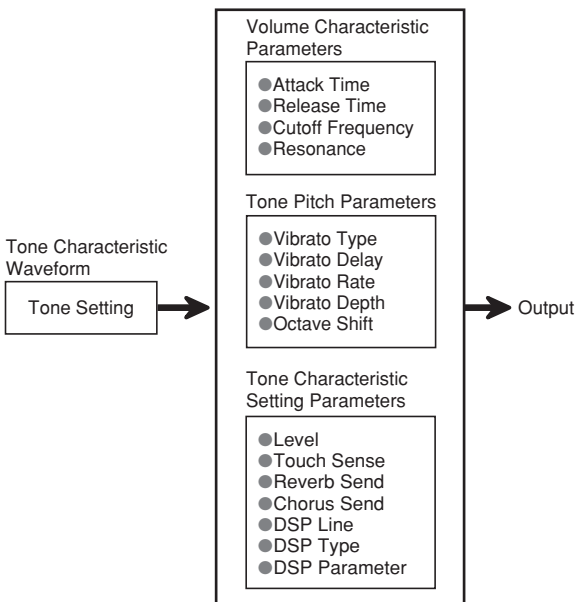 Volume Characteristic
Parameters
●Attack Time
●Release Time
●Cutoff Frequency
●Resonance
Tone Pitch Parameters
●Vibrato Type
●Vibrato Delay
●Vibrato Rate
●Vibrato Depth
●Octave Shift
Tone Characteristic
Waveform
Tone Setting
Output
Tone Characteristic
Setting Parameters
●Level
●Touch Sense
●Reverb Send
●Chorus Send
●DSP Line
●DSP Type
●DSP Parameter